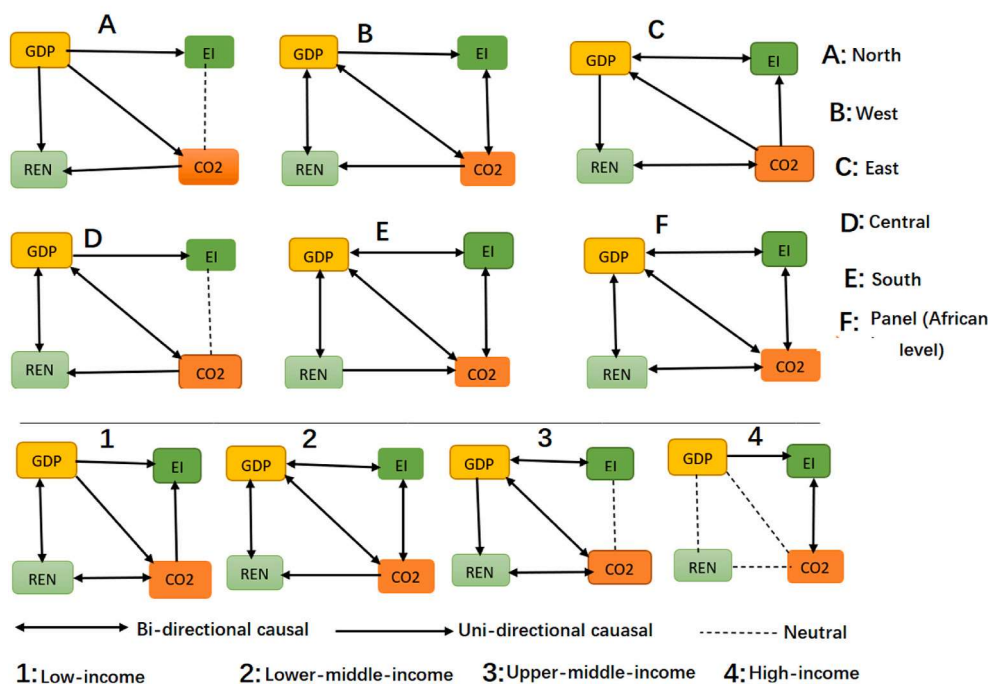 A
B
C
GDP
EI
GDP
EI
GDP
EI
REN
CO2
REN
CO2
REN
CO2
A: North
B: West
C: East
D: Central
E: South
F: Panel (African
level)
D
E
F
GDP
EI
GDP
EI
GDP
EI
REN
CO2
REN
CO2
REN
CO2
1
2
3
4
GDP
EI
GDP
EI
GDP
EI
GDP
EI
REN
CO2
REN
CO2
REN
CO2
REN
CO2
Bi-directional causal
Uni-directional cauasal
Neutral
1: Low-income
2: Lower-middle-income
3: Upper-middle-income
4: High-income